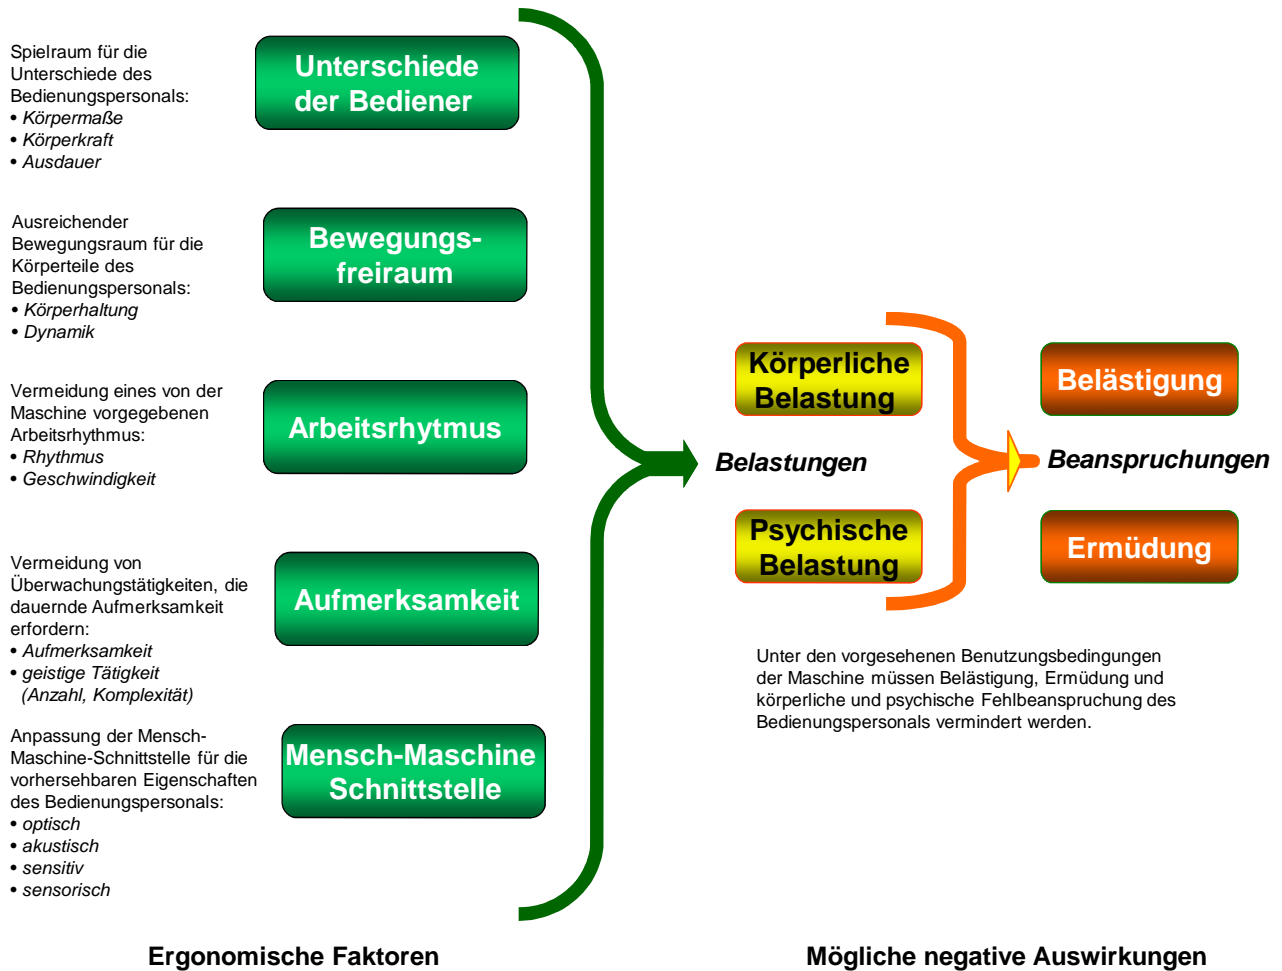 Spielraum für die
Unterschiede des
Bedienungspersonals:
• Körpermaße
• Körperkraft
• Ausdauer
Unterschiede
der Bediener
Ausreichender
Bewegungsraum für die
Körperteile des
Bedienungspersonals:
• Körperhaltung
• Dynamik
Bewegungs-
freiraum
Vermeidung eines von der
Maschine vorgegebenen
Arbeitsrhythmus:
• Rhythmus
• Geschwindigkeit
Arbeitsrhytmus
Vermeidung von
Überwachungstätigkeiten, die
dauernde Aufmerksamkeit
erfordern:
• Aufmerksamkeit
• geistige Tätigkeit
(Anzahl, Komplexität)
Aufmerksamkeit
Anpassung der Mensch-
Maschine-Schnittstelle für die
vorhersehbaren Eigenschaften
des Bedienungspersonals:
• optisch
• akustisch
• sensitiv
• sensorisch
Mensch-Maschine
Schnittstelle
Körperliche
Belastung
Belastungen
Psychische
Belastung
Belästigung
Beanspruchungen
Ermüdung
Unter den vorgesehenen Benutzungsbedingungen
der Maschine müssen Belästigung, Ermüdung und
körperliche und psychische Fehlbeanspruchung des
Bedienungspersonals vermindert werden.
Ergonomische Faktoren
Mögliche negative Auswirkungen